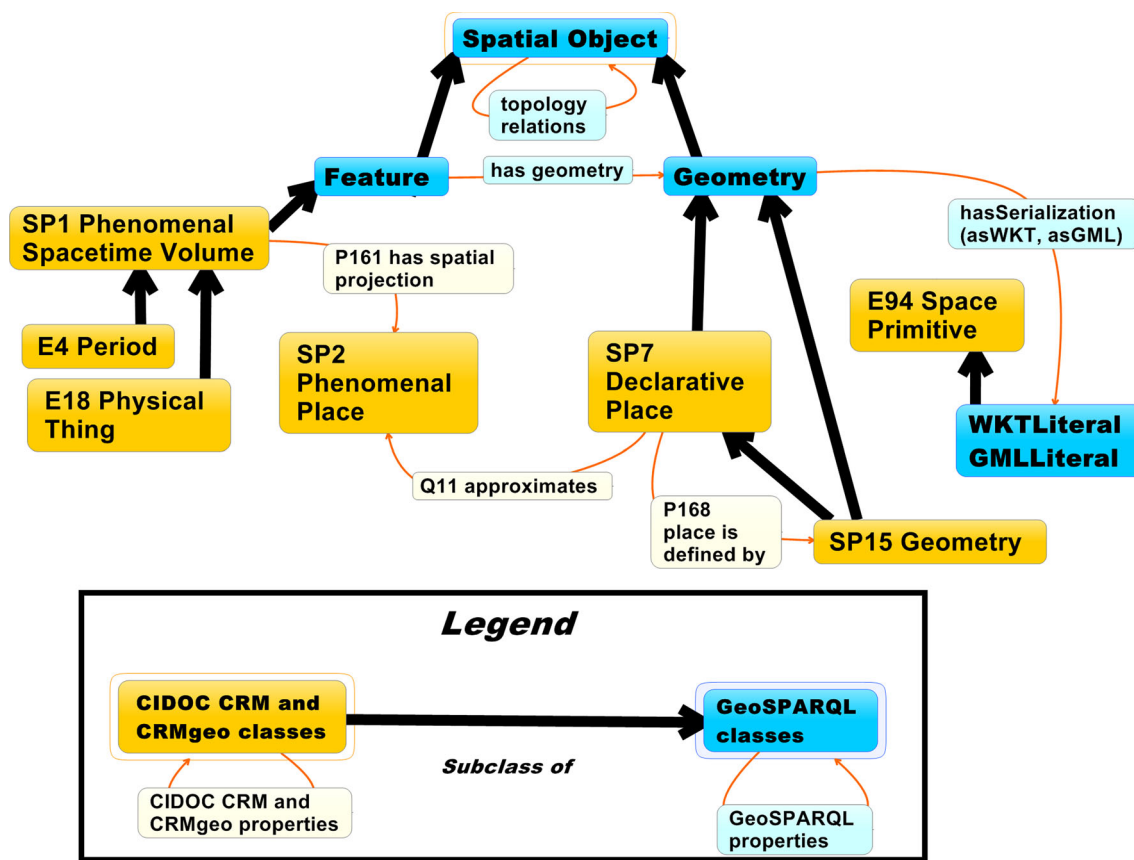 Spatial Object
topology
relations
Feature
has geometry
Geometry
SP1 Phenomenal
Spacetime Volume
hasSerialization
(asWKT, asGML)
P161 has spatial
projection
E94 Space
Primitive
E4 Period
SP2
Phenomenal
Place
SP7
Declarative
Place
E18 Physical
Thing
WKTLiteral
GMLLiteral
Q11 approximates
P168
place is
defined by
SP15 Geometry
Legend
CIDOC CRM and
CRMgeo classes
GeoSPARQL
classes
Subclass of
CIDOC CRM and
CRMgeo properties
GeoSPARQL
properties